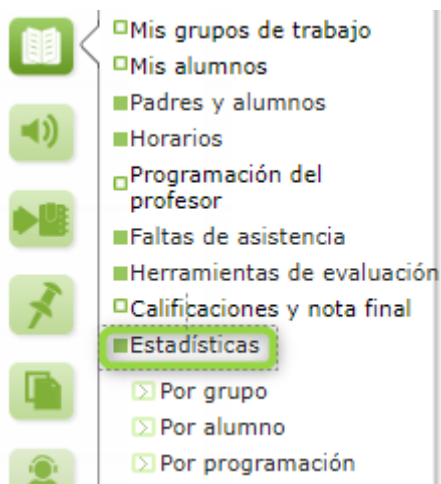 Mis grupos de trabajo
Mis alumnos
Padres y alumnos
Horarios
Programación del
profesor
Faltas de asistencia
Herramientas de evaluación
Calificaciones y nota final
Estadísticas
Por grupo
Por alumno
Por programación